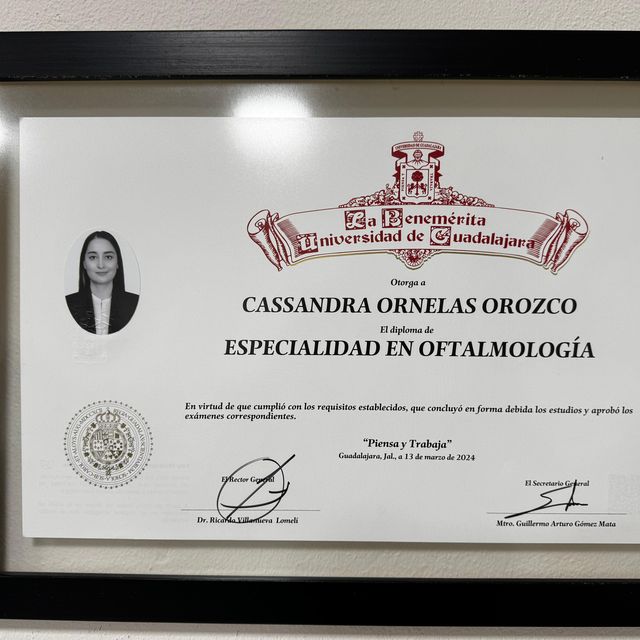 UNIVERSIDAD DE GUADALAJARA
PIENSA
TRABAJA
La Benemérita
Universidad de Guadalajara
Otorga a
CASSANDRA ORNELAS OROZCO
El diploma de
ESPECIALIDAD EN OFTALMOLOGÍA
En virtud de que cumplió con los requisitos establecidos, que concluyó en forma debida los estudios y aprobó los
exámenes correspondientes.
“Piensa y Trabaja”
Guadalajara, Jal., a 13 de marzo de 2024
El Rector General
Dr. Ricardo Villanueva Lomelí
El Secretario General
Mtro. Guillermo Arturo Gómez Mata